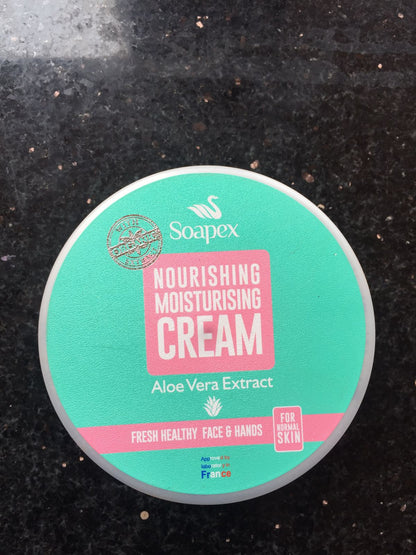 Soapex
NOURISHING
MOISTURISING
CREAM
Aloe Vera Extract
FRESH HEALTHY FACE & HANDS
FOR
NORMAL
SKIN
France